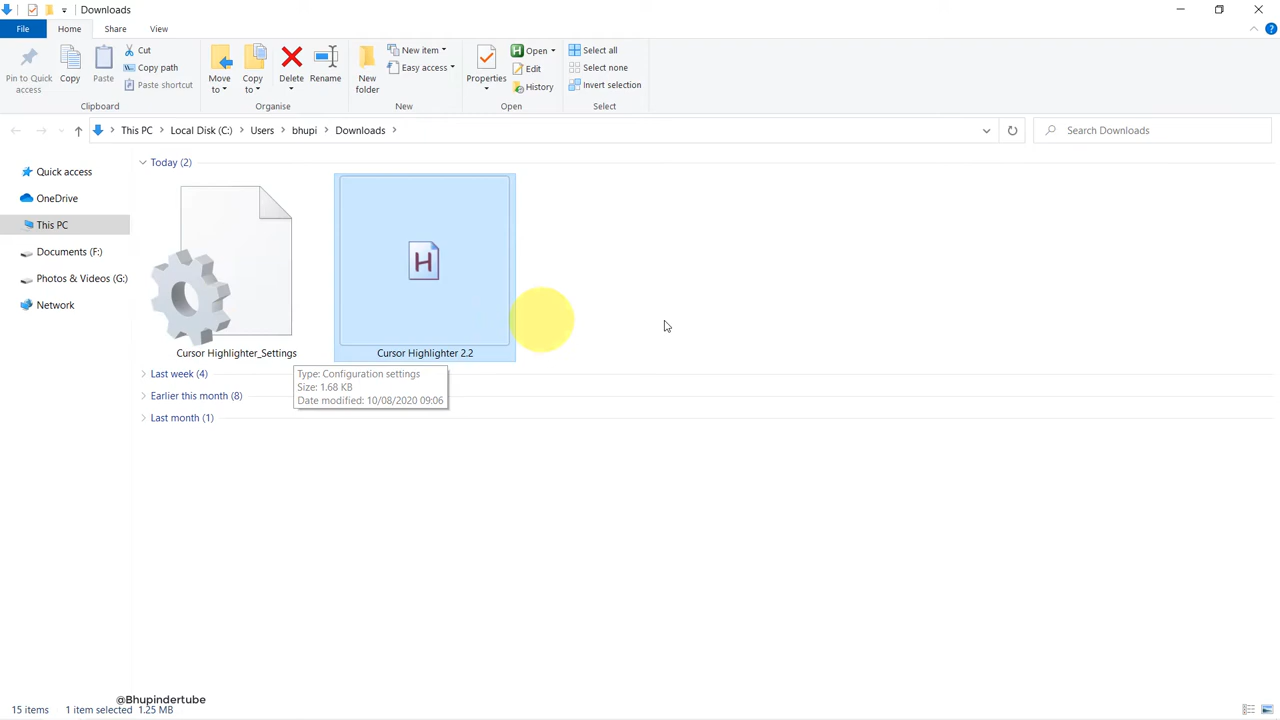 Downloads
File Home Share View
Pin to Quick access
Copy
Paste
Cut
Copy path
Paste shortcut
Clipboard
Move to
Copy to
Delete
Rename
Organise
New folder
New item
Easy access
New
Properties
Open
Edit
History
Open
Select all
Select none
Invert selection
Select
This PC > Local Disk (C:) > Users > bhupi > Downloads >
Search Downloads
Quick access
OneDrive
This PC
Documents (F:)
Photos & Videos (G:)
Network
Today (2)
H
Cursor Highlighter_Settings
Cursor Highlighter 2.2
Type: Configuration settings
Size: 1.68 KB
Date modified: 10/08/2020 09:06
Last week (4)
Earlier this month (8)
Last month (1)
@Bhupindertube
15 items 1 item selected 1.25 MB